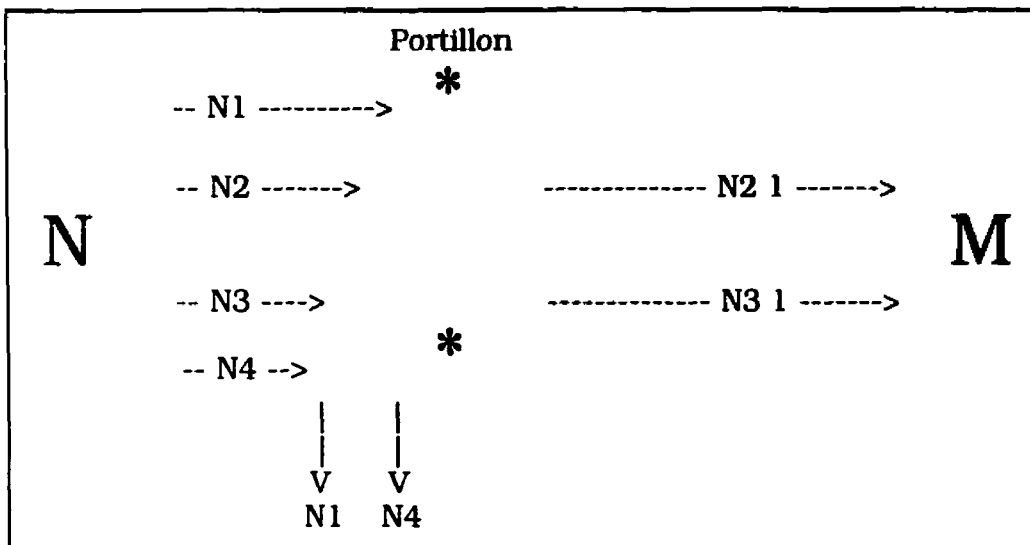 Portillon
*
-- N1 ---------->
-- N2 -------> ------------- N2 1 ------->
N M
-- N3 ----> ------------- N3 1 ------->
*
-- N4 -->
V V
N1 N4